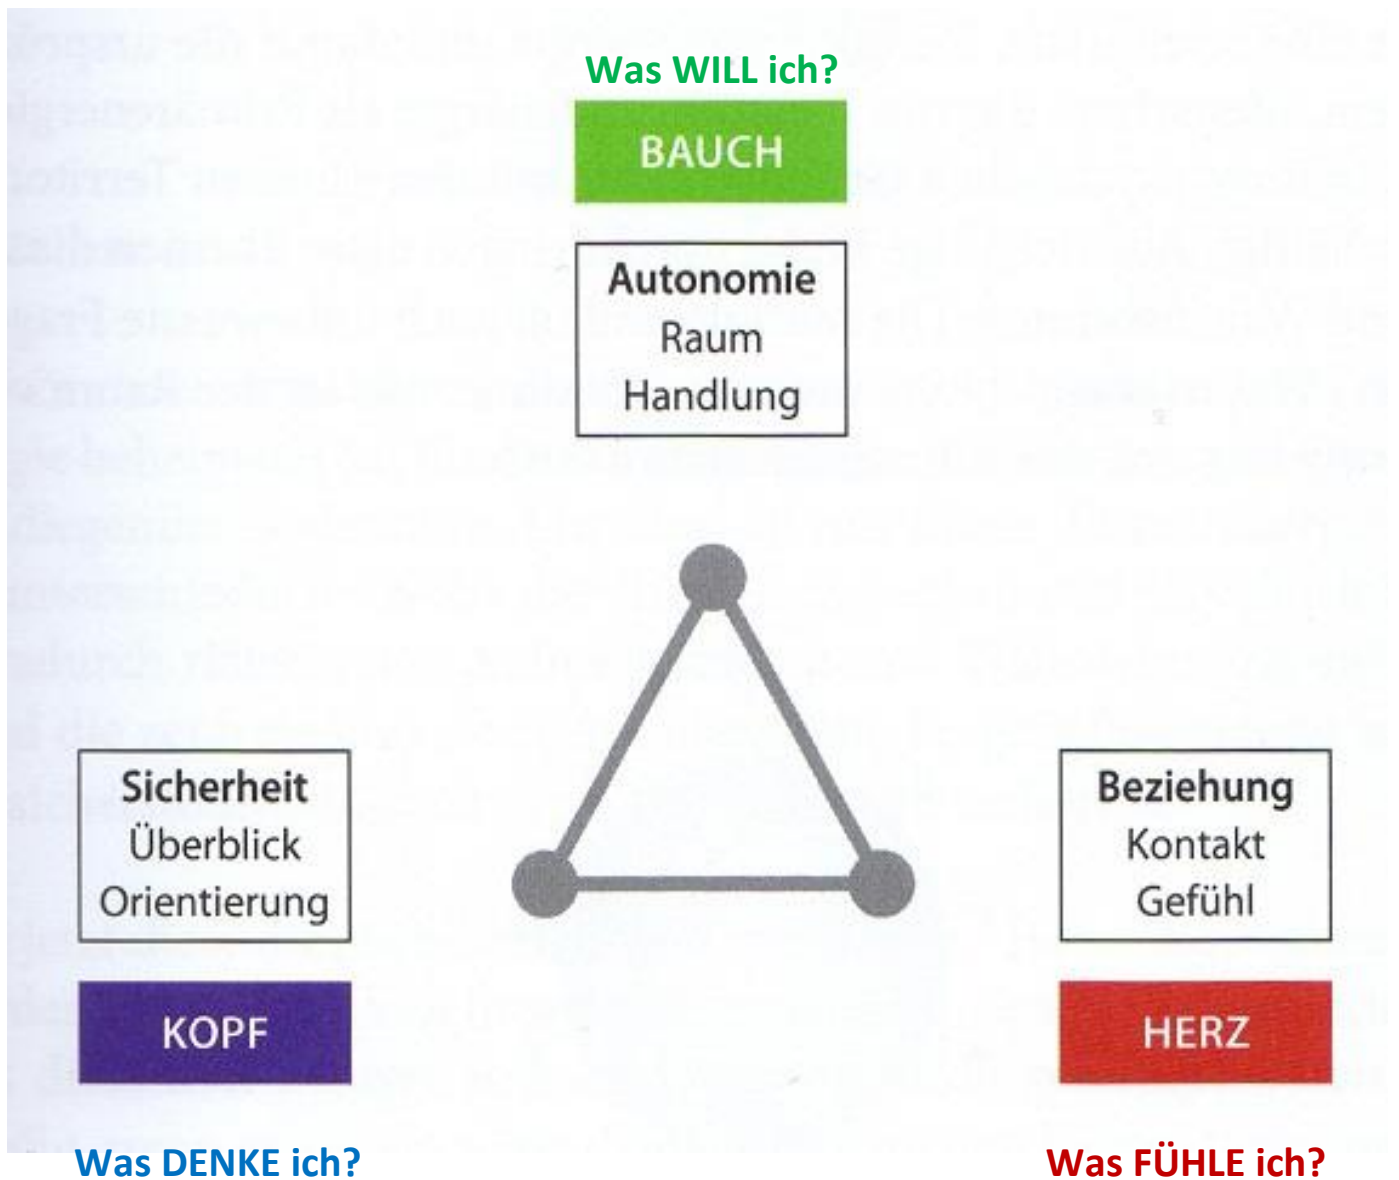 Was WILL ich?
BAUCH
Autonomie
Raum
Handlung
Sicherheit
Überblick
Orientierung
KOPF
Was DENKE ich?
Beziehung
Kontakt
Gefühl
HERZ
Was FÜHLE ich?